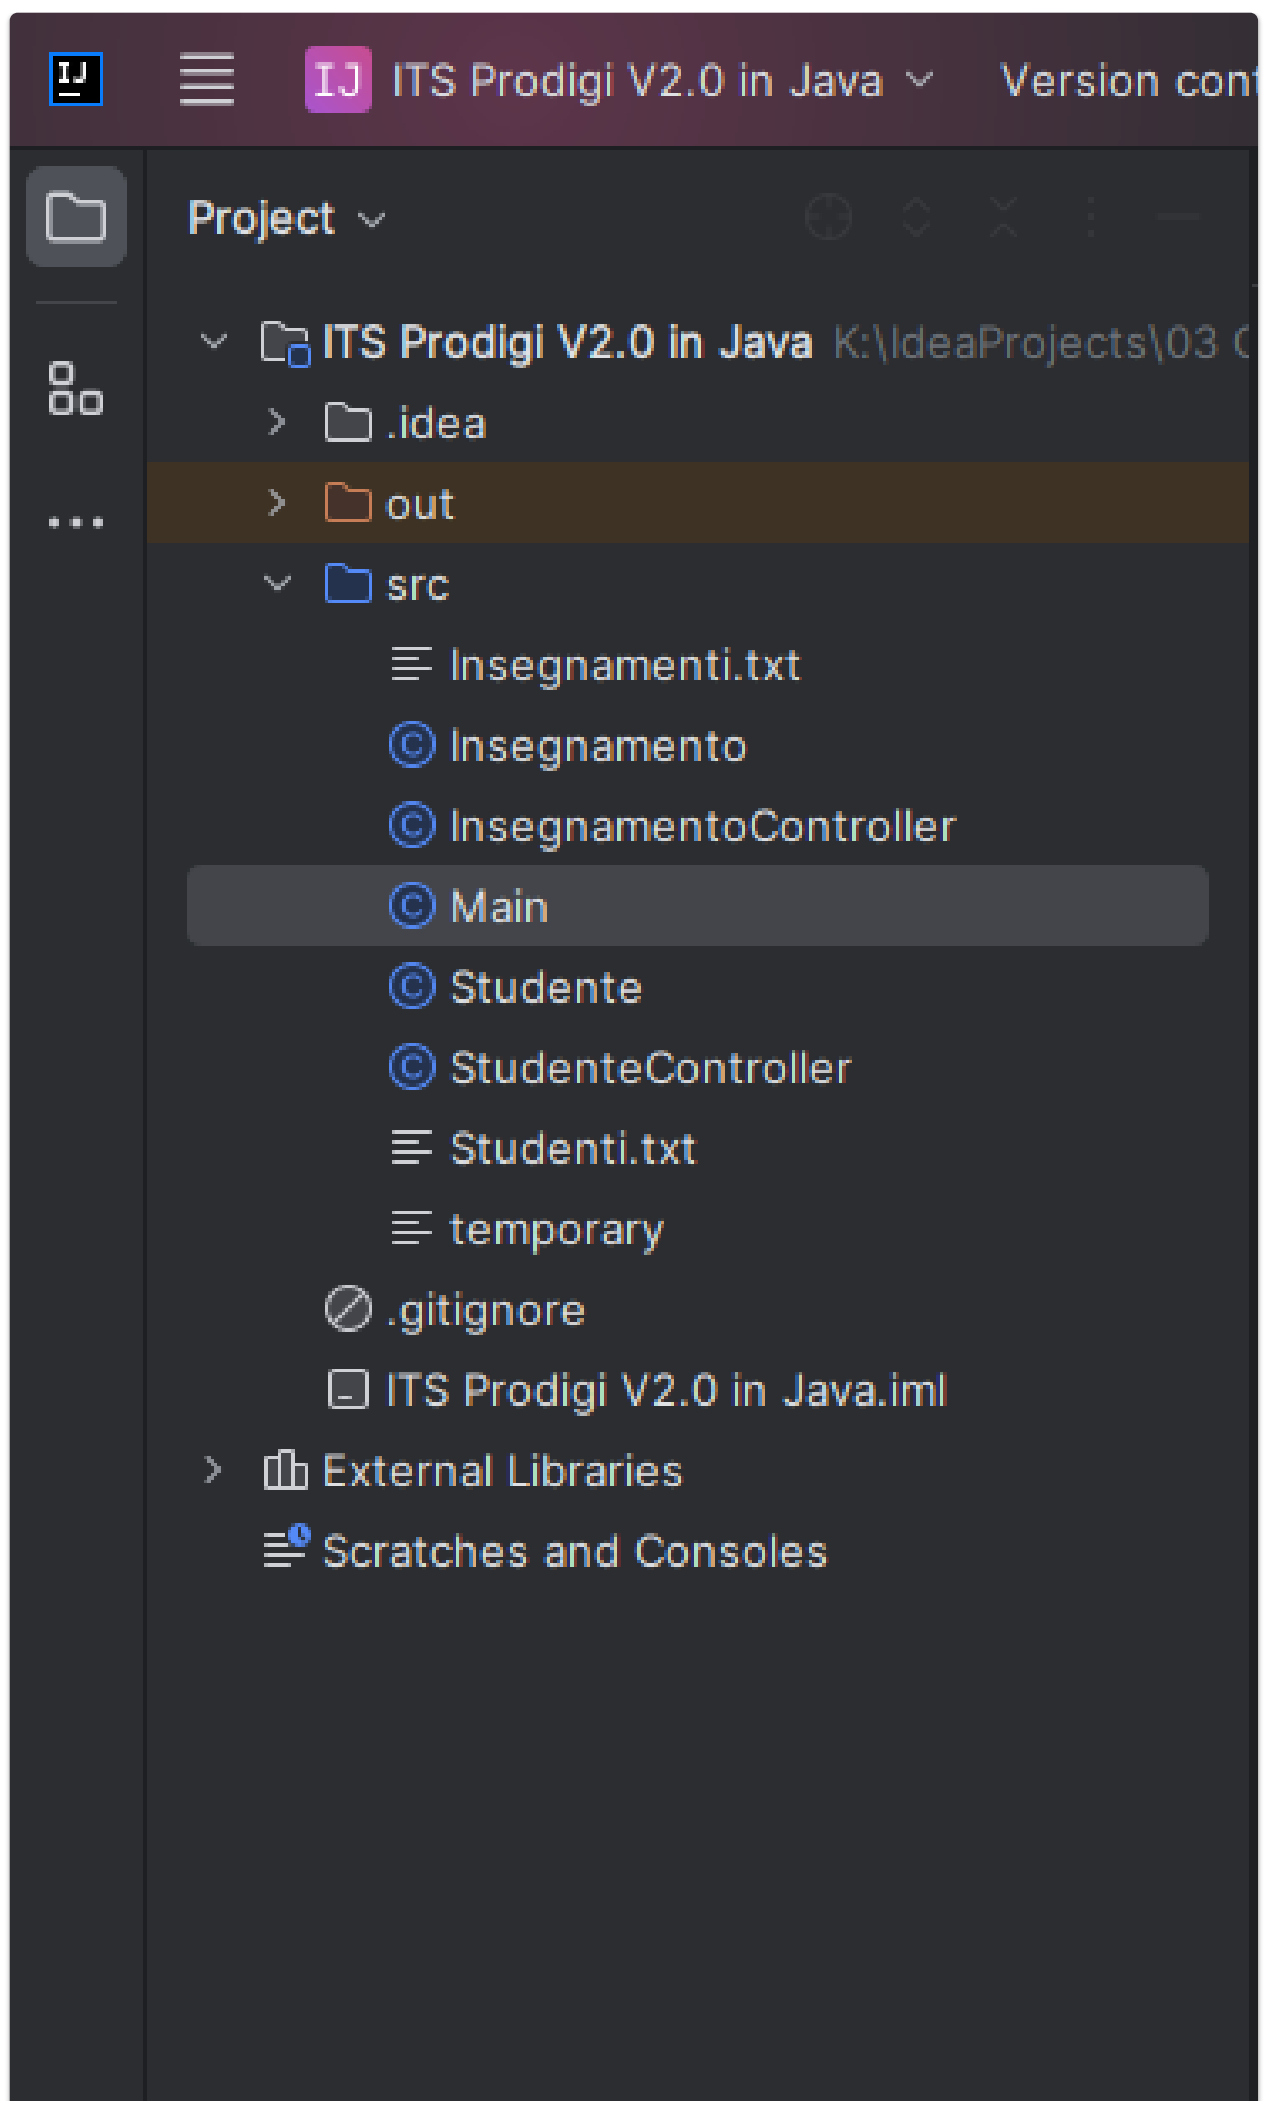 IJ
IJ ITS Prodigi V2.0 in Java Version cont
Project
ITS Prodigi V2.0 in Java K:\IdeaProjects\03
.idea
out
src
Insegnamenti.txt
Insegnamento
InsegnamentoController
Main
Studente
StudenteController
Studenti.txt
temporary
.gitignore
ITS Prodigi V2.0 in Java.iml
External Libraries
Scratches and Consoles